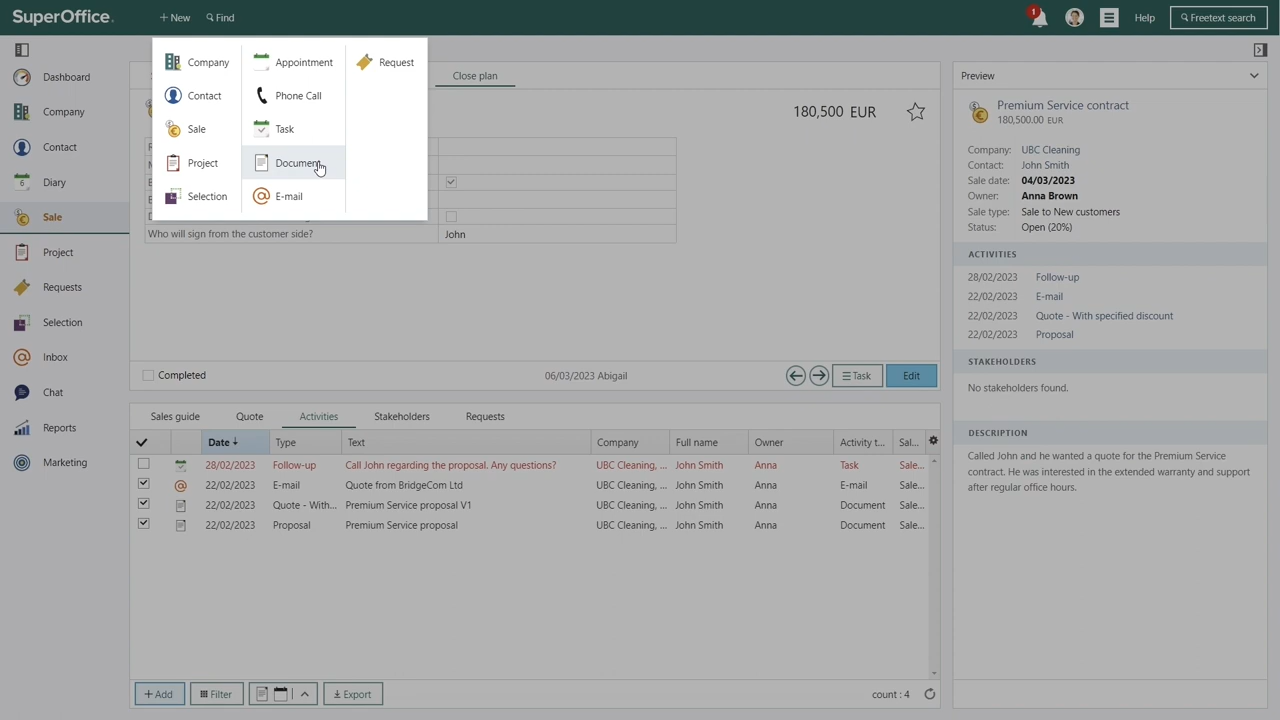 SuperOffice.
+ New
Find
1
Help
Freetext search
Dashboard
Company
Contact
Diary
6
Sale
Project
Requests
Selection
Inbox
Chat
Reports
Marketing
Company
Appointment
Request
Contact
Phone Call
Sale
Task
Project
Document
Selection
E-mail
Close plan
180,500 EUR
Who will sign from the customer side?
John
Completed
06/03/2023 Abigail
Task
Edit
Sales guide
Quote
Activities
Stakeholders
Requests
Date
Type
Text
Company
Full name
Owner
Activity t...
Sal...
28/02/2023 Follow-up Call John regarding the proposal. Any questions? UBC Cleaning, ... John Smith Anna Task Sale...
22/02/2023 E-mail Quote from BridgeCom Ltd UBC Cleaning, ... John Smith Anna E-mail Sale...
22/02/2023 Quote - With... Premium Service proposal V1 UBC Cleaning, ... John Smith Anna Document Sale...
22/02/2023 Proposal Premium Service proposal UBC Cleaning, ... John Smith Anna Document Sale...
+ Add
Filter
Export
count : 4
Preview
Premium Service contract
180,500.00 EUR
Company: UBC Cleaning
Contact: John Smith
Sale date: 04/03/2023
Owner: Anna Brown
Sale type: Sale to New customers
Status: Open (20%)
ACTIVITIES
28/02/2023 Follow-up
22/02/2023 E-mail
22/02/2023 Quote - With specified discount
22/02/2023 Proposal
STAKEHOLDERS
No stakeholders found.
DESCRIPTION
Called John and he wanted a quote for the Premium Service
contract. He was interested in the extended warranty and support
after regular office hours.